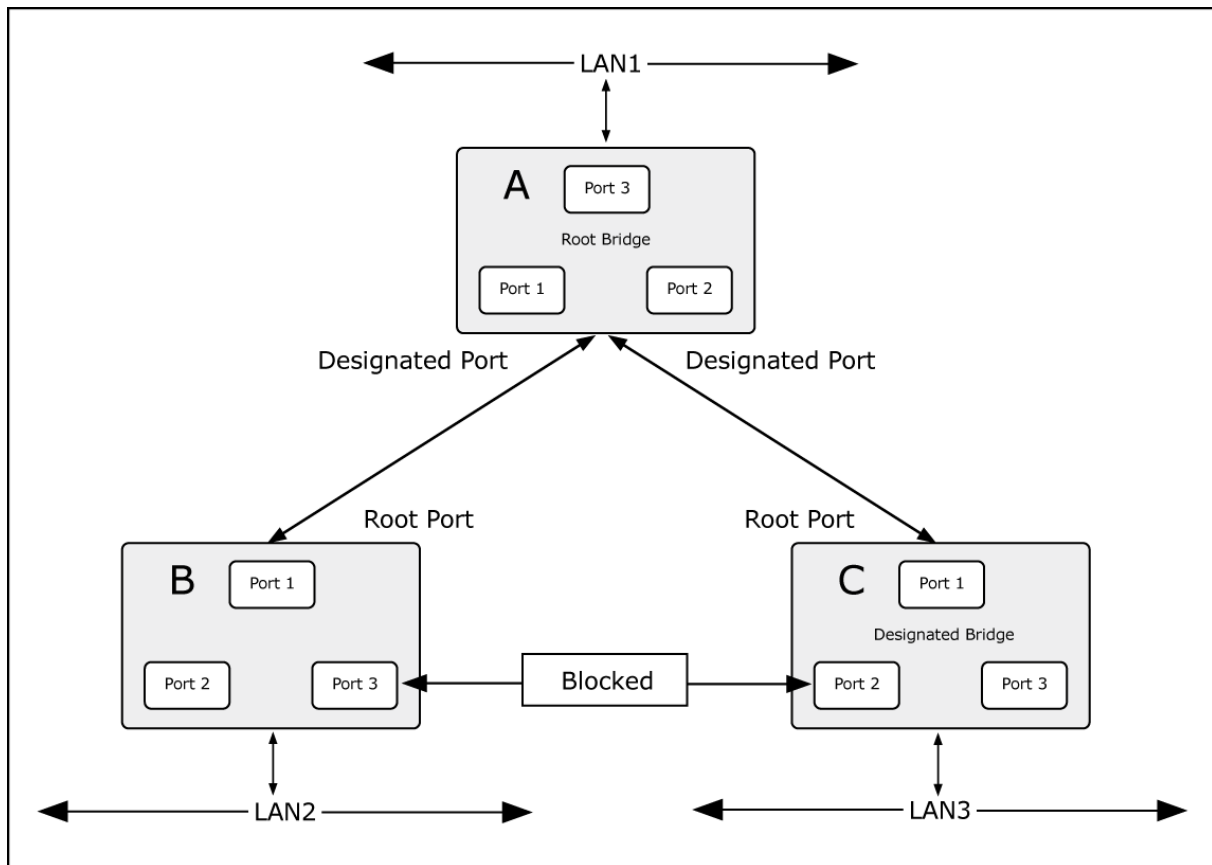 LAN1
A
Port 3
Root Bridge
Port 1
Port 2
Designated Port
Designated Port
Root Port
Root Port
B
Port 1
C
Port 1
Designated Bridge
Port 2
Port 3
Blocked
Port 2
Port 3
LAN2
LAN3